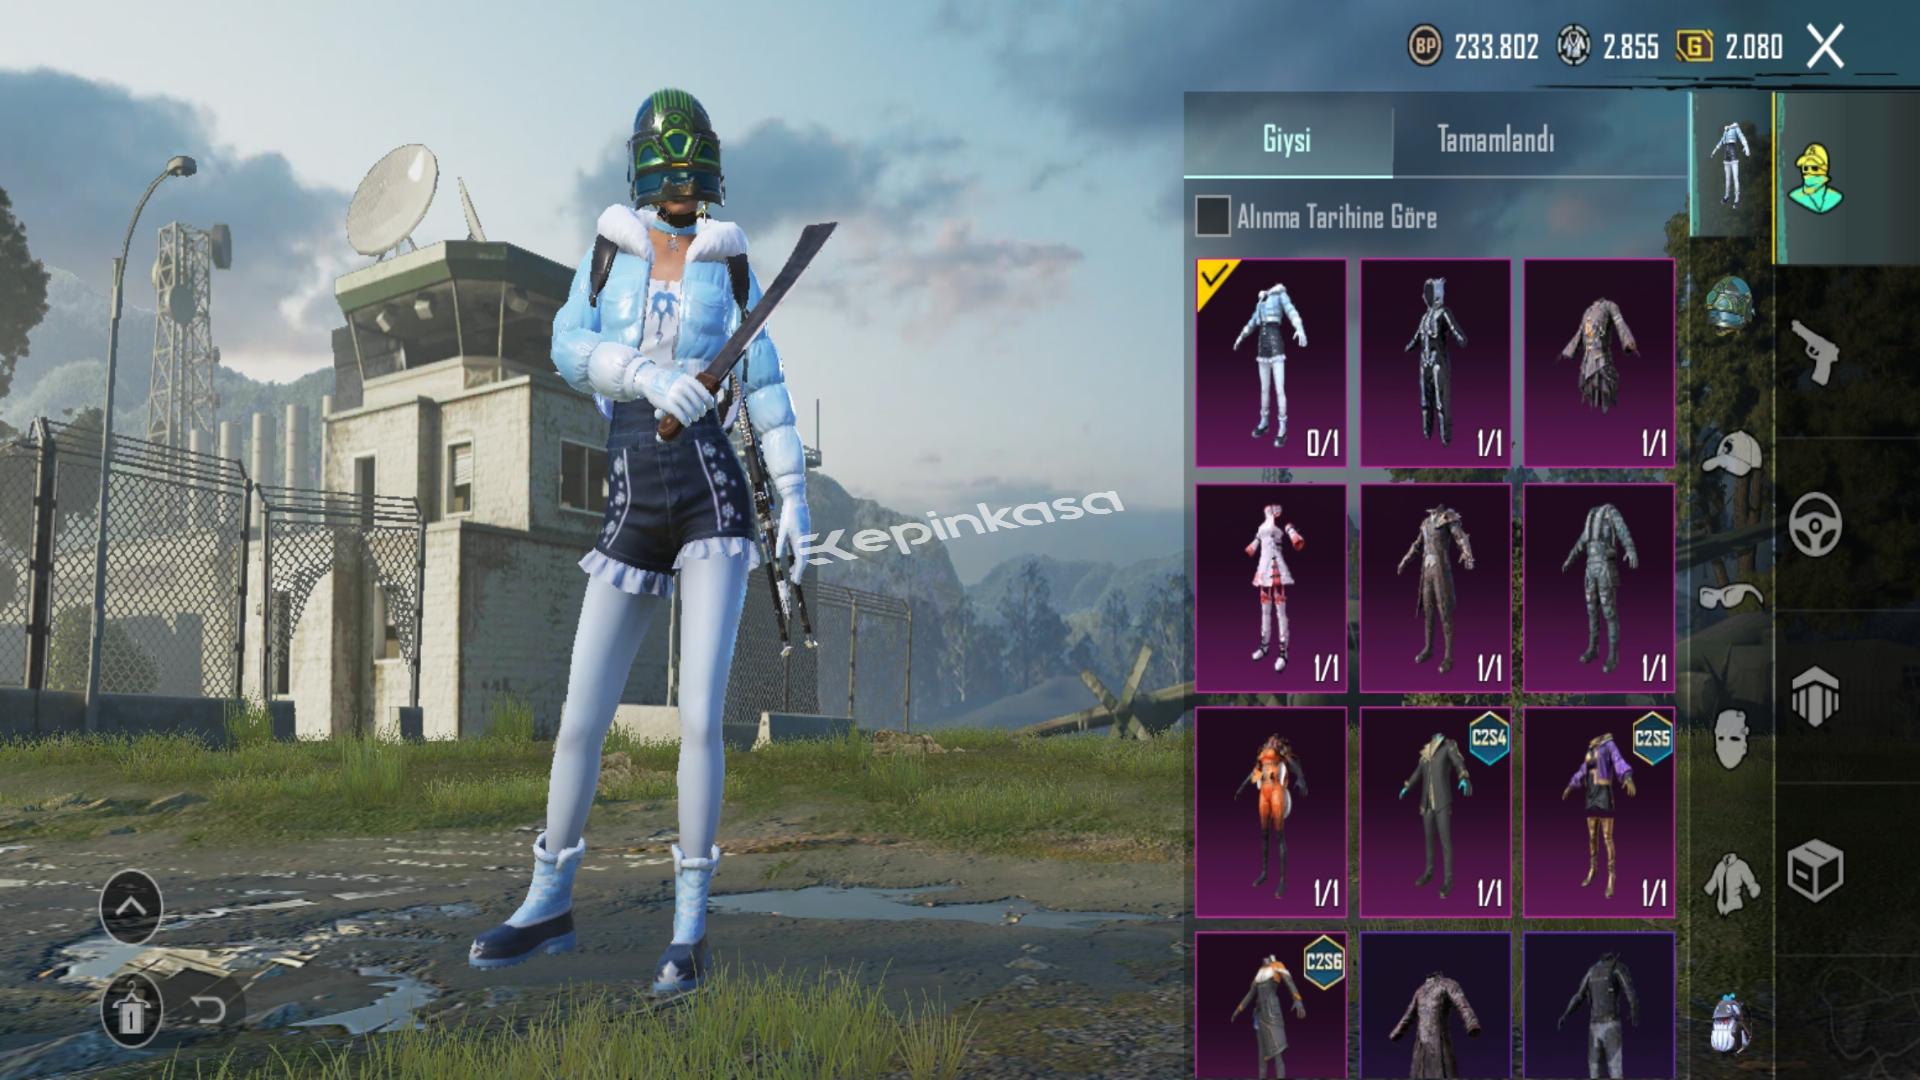 BP 233.802 2.855 G 2.080
Giysi Tamamlandı
Alınma Tarihine Göre
0/1 1/1 1/1
Kepinkasa
1/1 1/1 1/1
C2S4 C2S5
1/1 1/1 1/1
C2S6
1